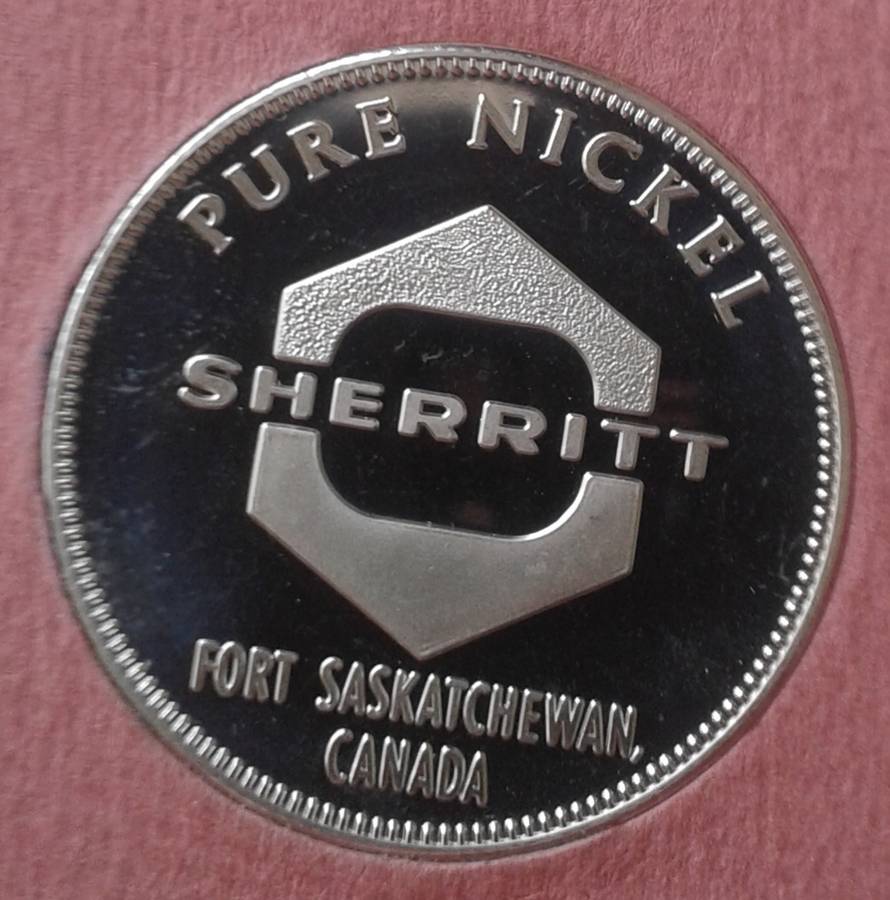 PURE NICKEL
SHERRITT
FORT SASKATCHEWAN,
CANADA